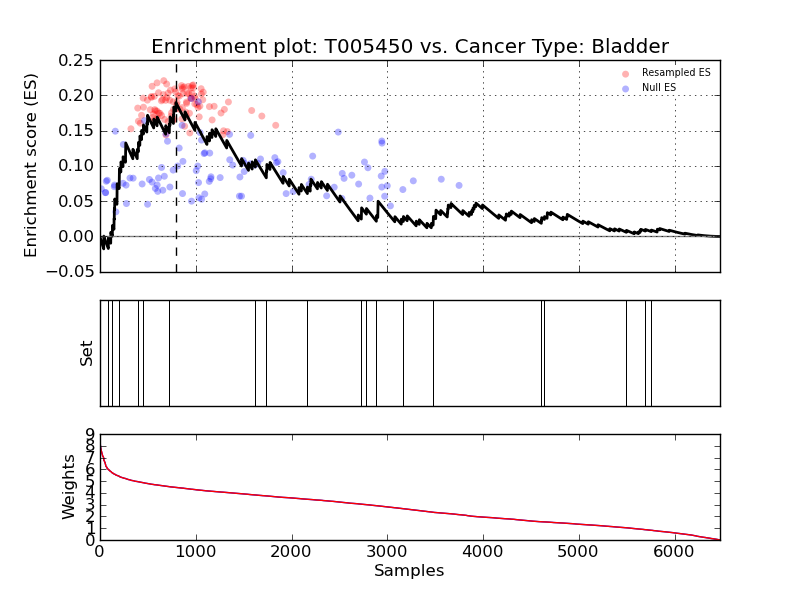 Enrichment plot: T005450 vs. Cancer Type: Bladder
0.25
0.20
0.15
0.10
0.05
0.00
−0.05
Enrichment score (ES)
Resampled ES
Null ES
Set
9
8
7
6
5
4
3
2
1
0
Weights
0 1000 2000 3000 4000 5000 6000
Samples